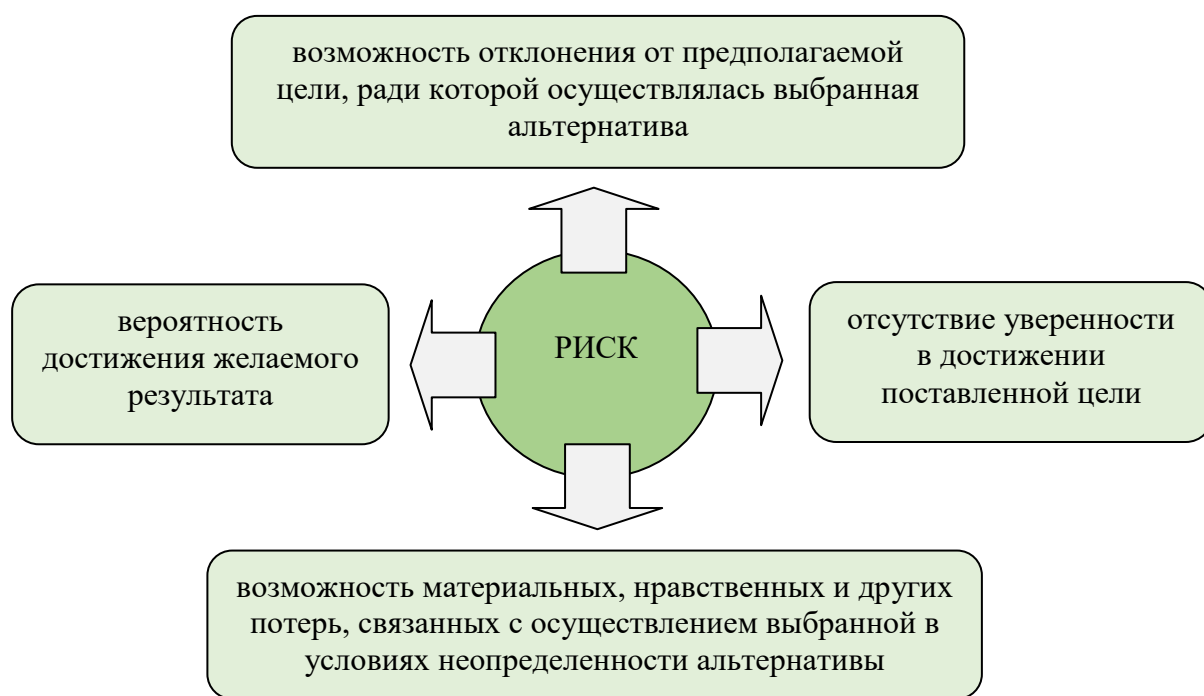 возможность отклонения от предполагаемой
цели, ради которой осуществлялась выбранная
альтернатива
вероятность
достижения желаемого
результата
РИСК
отсутствие уверенности
в достижении
поставленной цели
возможность материальных, нравственных и других
потерь, связанных с осуществлением выбранной в
условиях неопределенности альтернативы